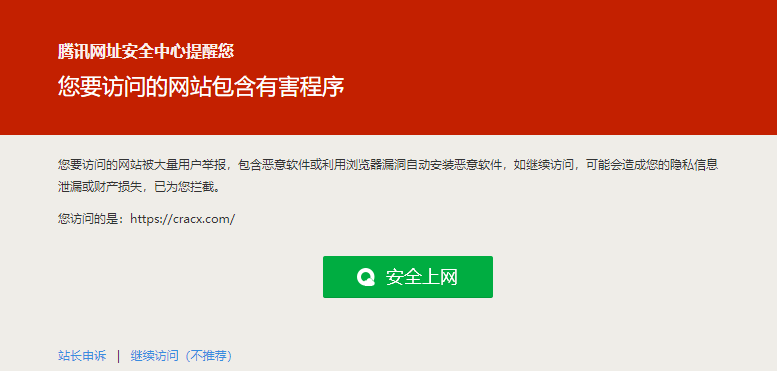 腾讯网址安全中心提醒您
您要访问的网站包含有害程序
您要访问的网站被大量用户举报，包含恶意软件或利用浏览器漏洞自动安装恶意软件，如继续访问，可能会造成您的隐私信息
泄漏或财产损失，已为您拦截。
您访问的是：https://cracx.com/
安全上网
站长申诉 | 继续访问（不推荐）